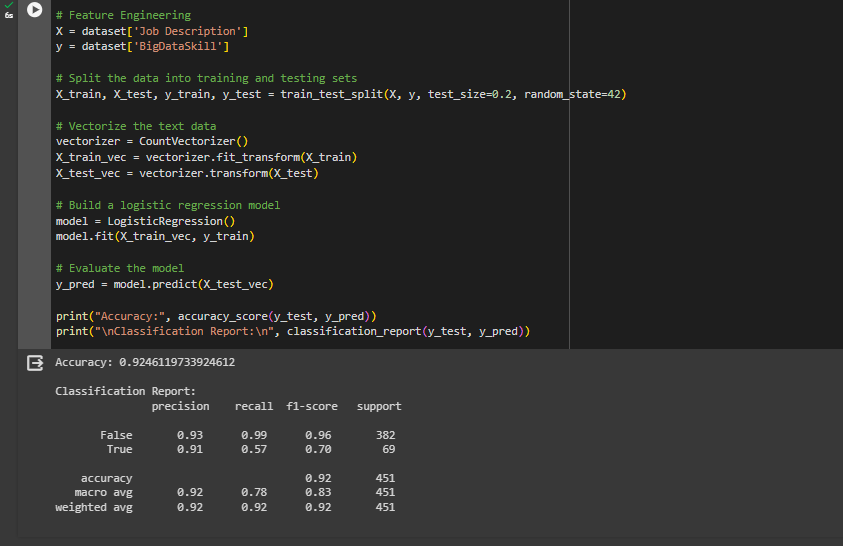 6s
# Feature Engineering
X = dataset['Job Description']
y = dataset['BigDataSkill']
# Split the data into training and testing sets
X_train, X_test, y_train, y_test = train_test_split(X, y, test_size=0.2, random_state=42)
# Vectorize the text data
vectorizer = CountVectorizer()
X_train_vec = vectorizer.fit_transform(X_train)
X_test_vec = vectorizer.transform(X_test)
# Build a logistic regression model
model = LogisticRegression()
model.fit(X_train_vec, y_train)
# Evaluate the model
y_pred = model.predict(X_test_vec)
print("Accuracy:", accuracy_score(y_test, y_pred))
print("\nClassification Report:\n", classification_report(y_test, y_pred))
Accuracy: 0.9246119733924612
Classification Report:
precision recall f1-score support
False 0.93 0.99 0.96 382
True 0.91 0.57 0.70 69
accuracy 0.92 451
macro avg 0.92 0.78 0.83 451
weighted avg 0.92 0.92 0.92 451